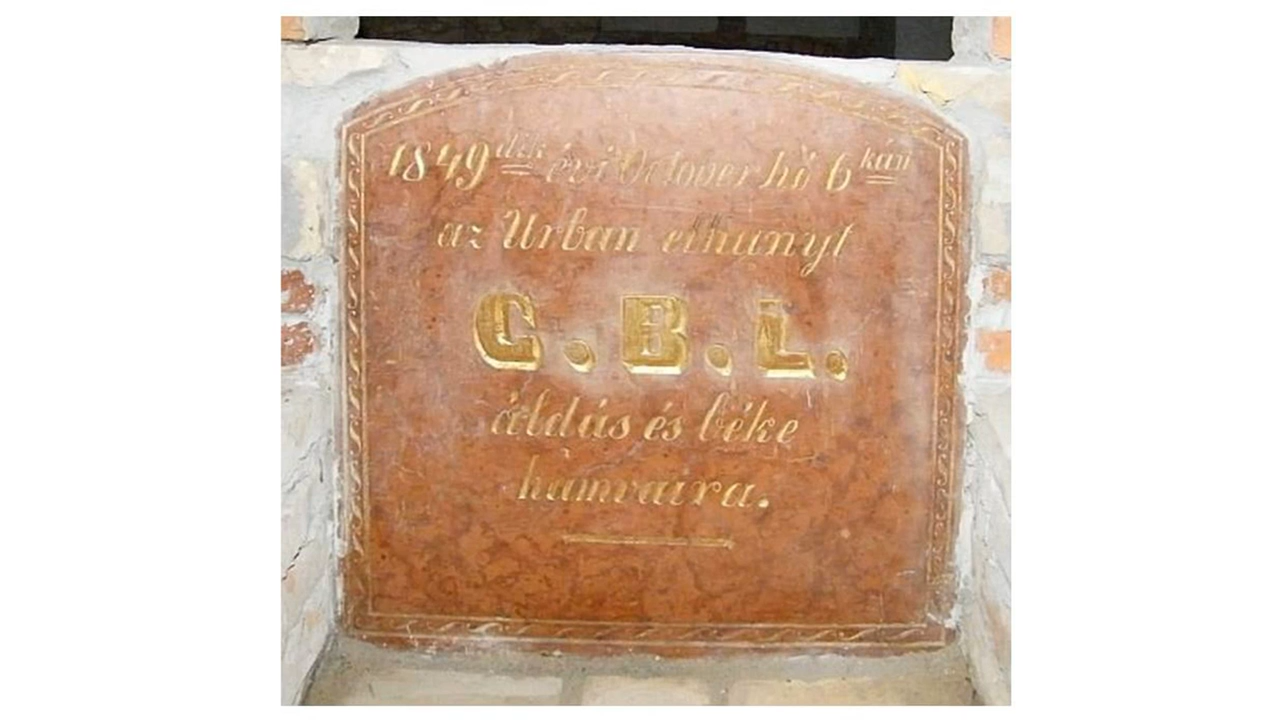 1849dik évi October hó 6kán
az Urban elhunyt
G. B. L.
áldás és béke
hamvaira.